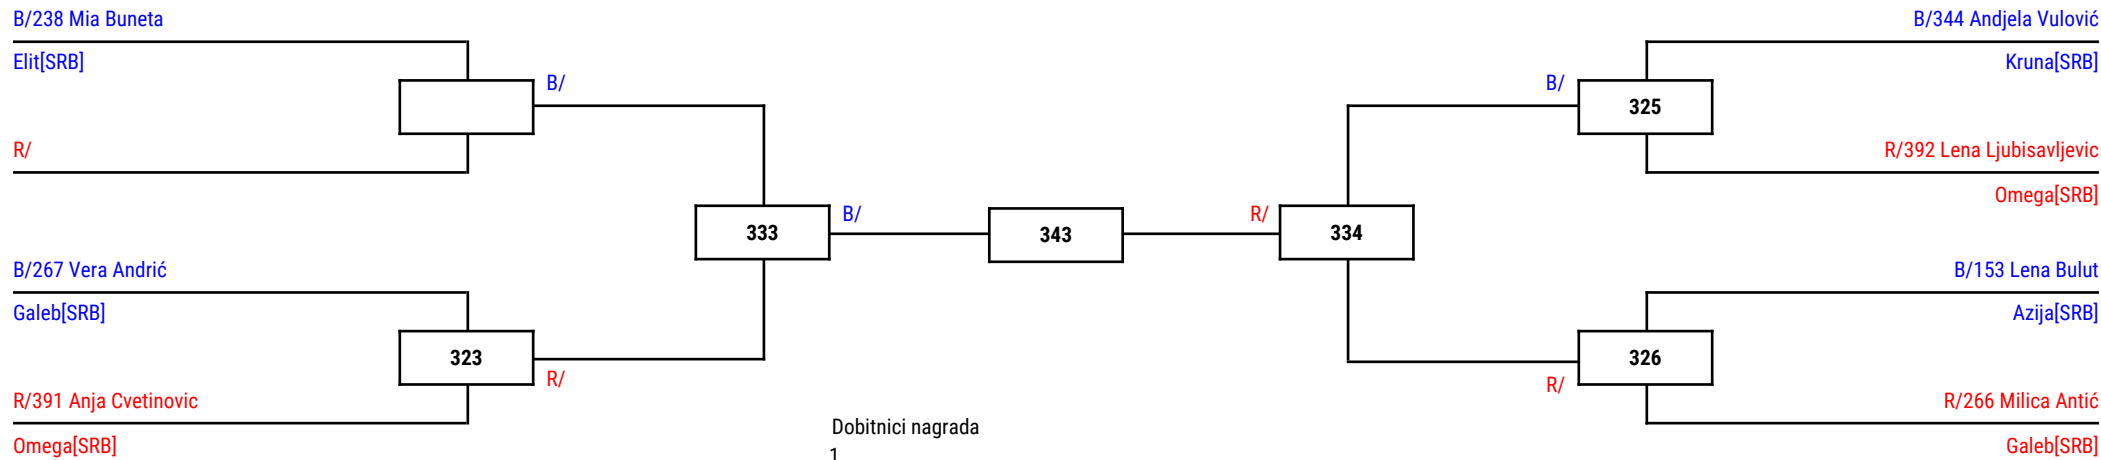 B/238 Mia Buneta
Elit[SRB]
B/
R/
B/267 Vera Andrić
Galeb[SRB]
323
R/
R/391 Anja Cvetinovic
Omega[SRB]
333
B/
343
R/
334
B/344 Andjela Vulović
Kruna[SRB]
B/
325
R/392 Lena Ljubisavljevic
Omega[SRB]
B/153 Lena Bulut
Azija[SRB]
326
R/
R/266 Milica Antić
Galeb[SRB]
Dobitnici nagrada
1